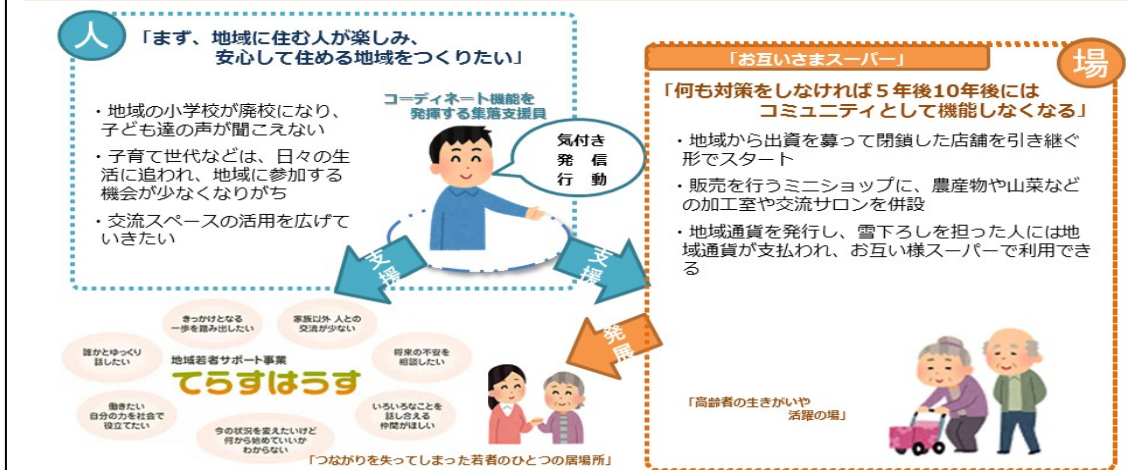 人
「まず、地域に住む人が楽しみ、
安心して住める地域をつくりたい」
・地域の小学校が廃校になり、
子ども達の声が聞こえない
・子育て世代などは、日々の生
活に追われ、地域に参加する
機会が少なくなりがち
・交流スペースの活用を広げて
いきたい
コーディネート機能を
発揮する集落支援員
気付き
発　信
行　動
支援
支援
場
「お互いさまスーパー」
「何も対策をしなければ５年後10年後には
コミュニティとして機能しなくなる」
・地域から出資を募って閉鎖した店舗を引き継ぐ
形でスタート
・販売を行うミニショップに、農産物や山菜など
の加工室や交流サロンを併設
・地域通貨を発行し、雪下ろしを担った人には地
域通貨が支払われ、お互い様スーパーで利用でき
る
「高齢者の生きがいや
活躍の場」
発展
きっかけとなる
一歩を踏み出したい
家族以外 人との
交流が少ない
誰かとゆっくり
話したい
地域若者サポート事業
てらすはうす
将来の不安を
相談したい
働きたい
自分の力を社会で
役立てたい
今の状況を変えたいけど
何から始めていいか
わからない
いろいろなことを
話し合える
仲間がほしい
「つながりを失ってしまった若者のひとつの居場所」